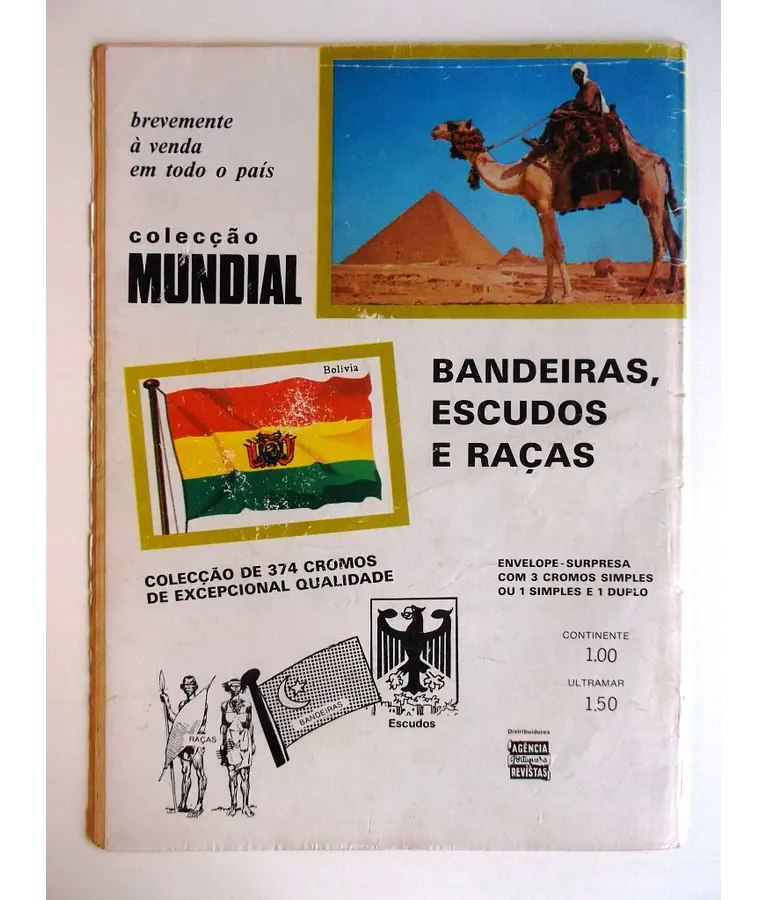 brevemente
à venda
em todo o país
colecção
MUNDIAL
Bolívia
BANDEIRAS,
ESCUDOS
E RAÇAS
COLECÇÃO DE 374 CROMOS
DE EXCEPCIONAL QUALIDADE
ENVELOPE-SURPRESA
COM 3 CROMOS SIMPLES
OU 1 SIMPLES E 1 DUPLO
CONTINENTE
1.00
ULTRAMAR
1.50
RAÇAS
BANDEIRAS
Escudos
Distribuidores
AGÊNCIA
Portuguesa
REVISTAS